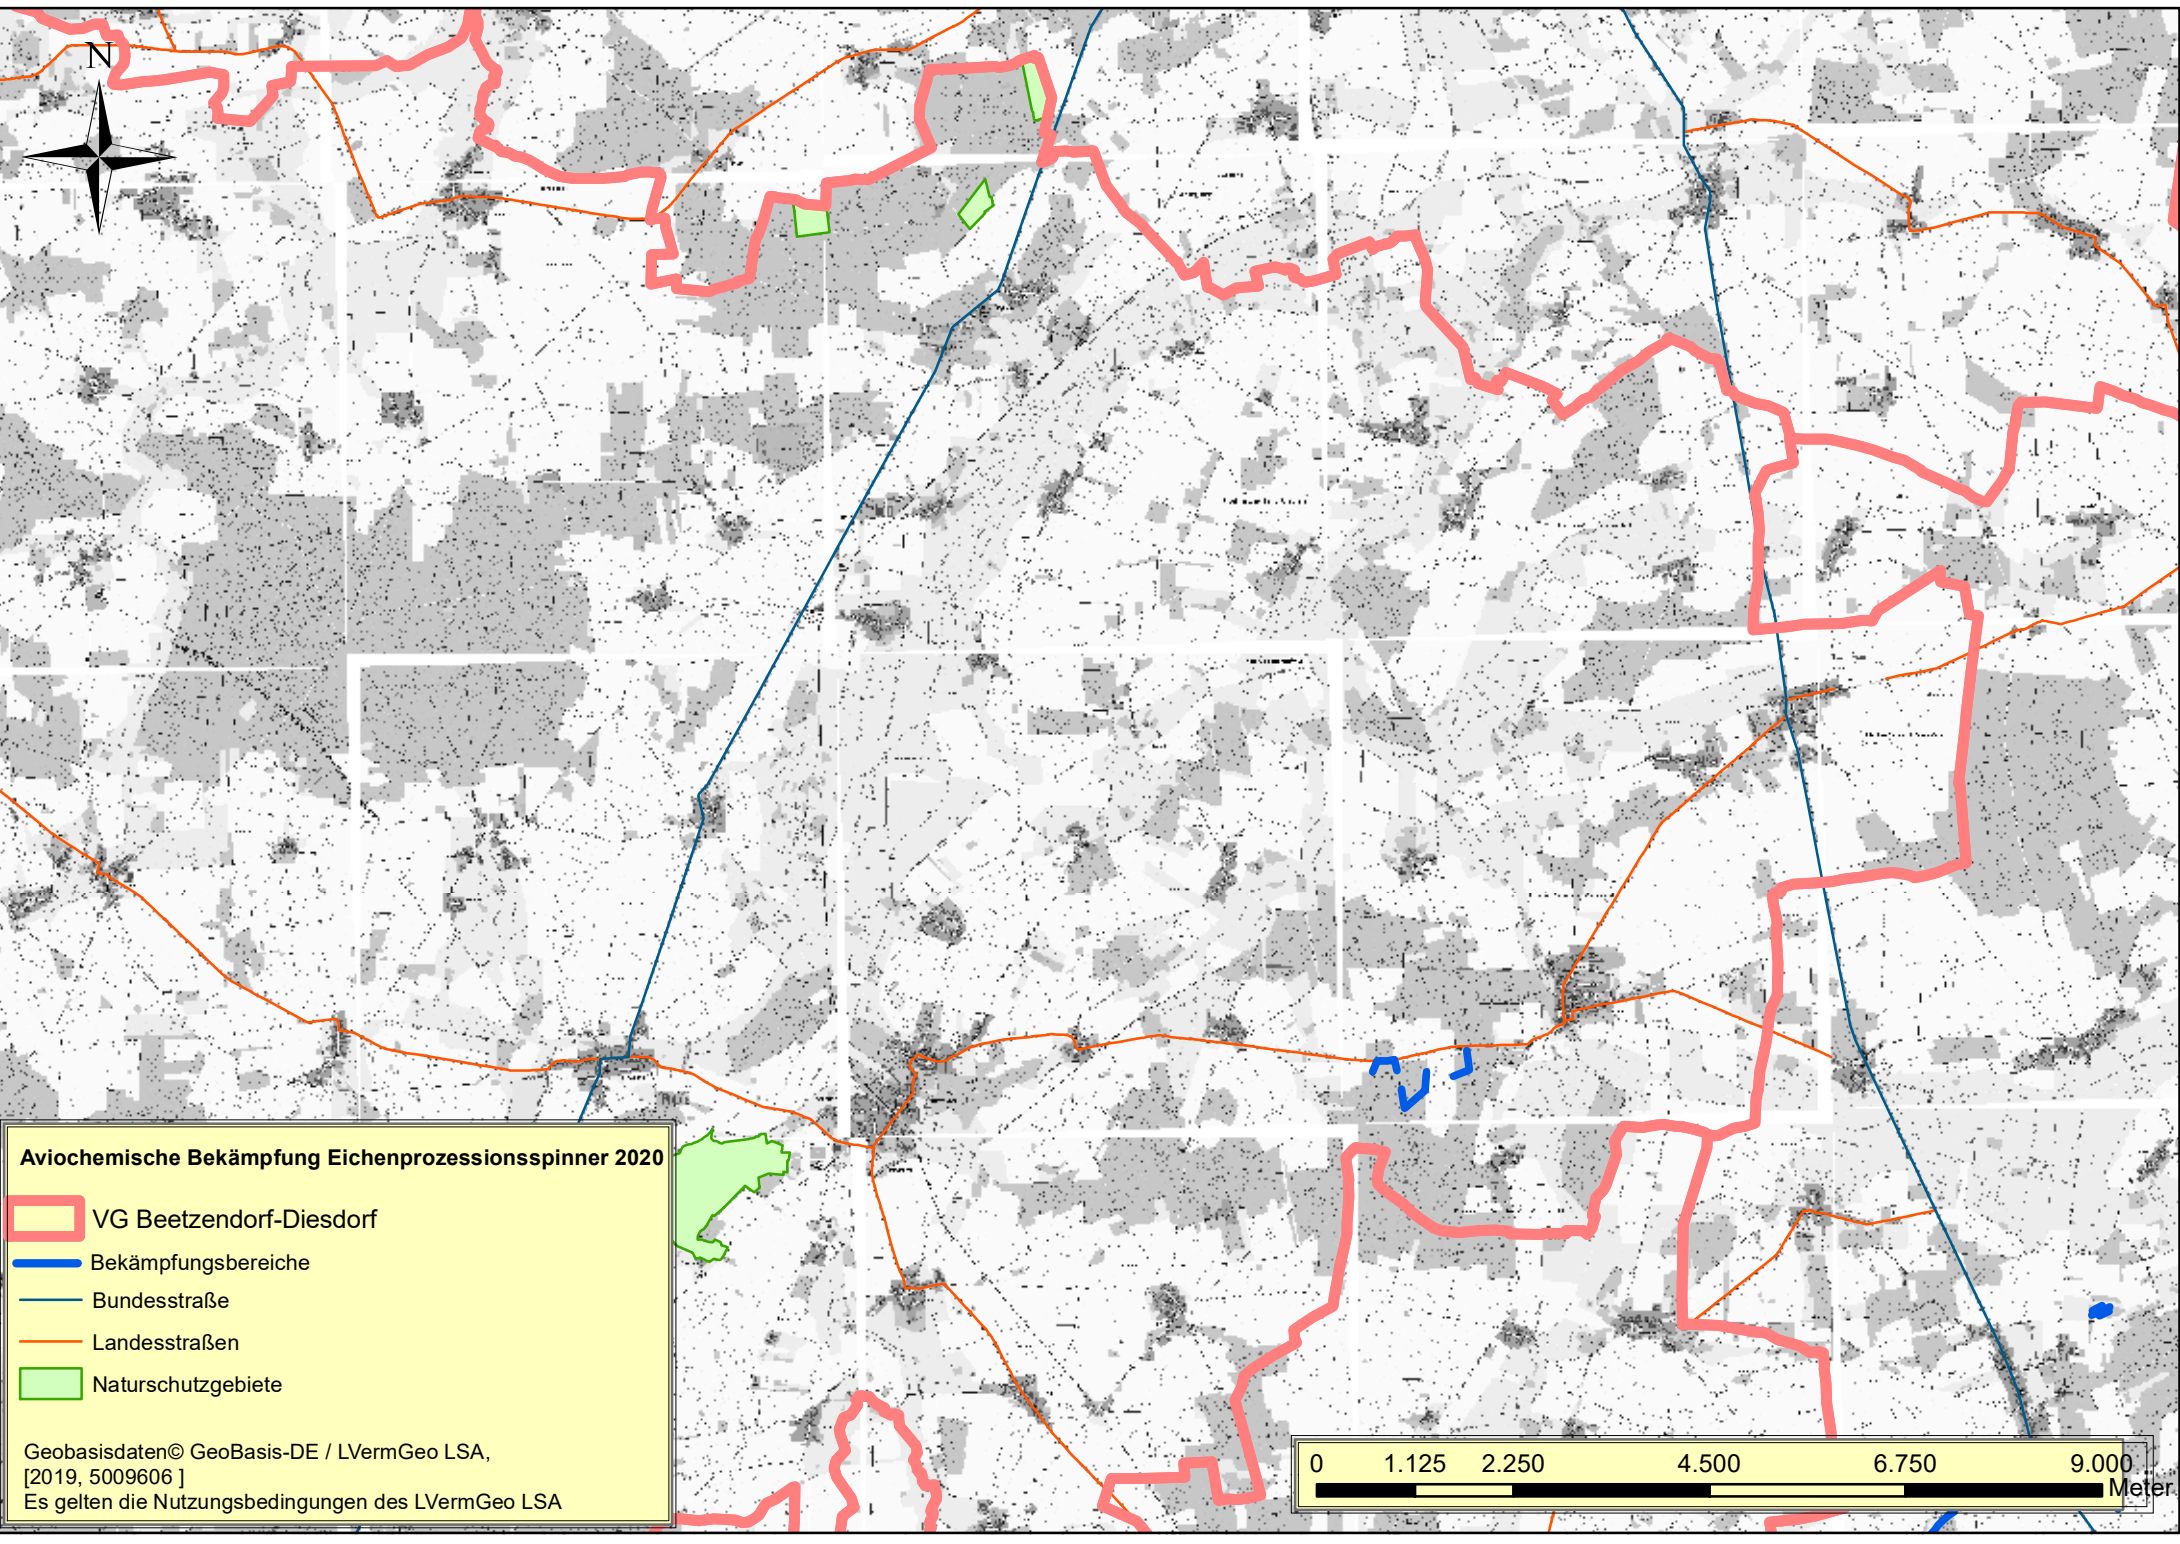 N
Aviochemische Bekämpfung Eichenprozessionsspinner 2020
VG Beetzendorf-Diesdorf
Bekämpfungsbereiche
Bundesstraße
Landesstraßen
Naturschutzgebiete
Geobasisdaten© GeoBasis-DE / LVermGeo LSA,
[2019, 5009606 ]
Es gelten die Nutzungsbedingungen des LVermGeo LSA
0 1.125 2.250 4.500 6.750 9.000
Meter